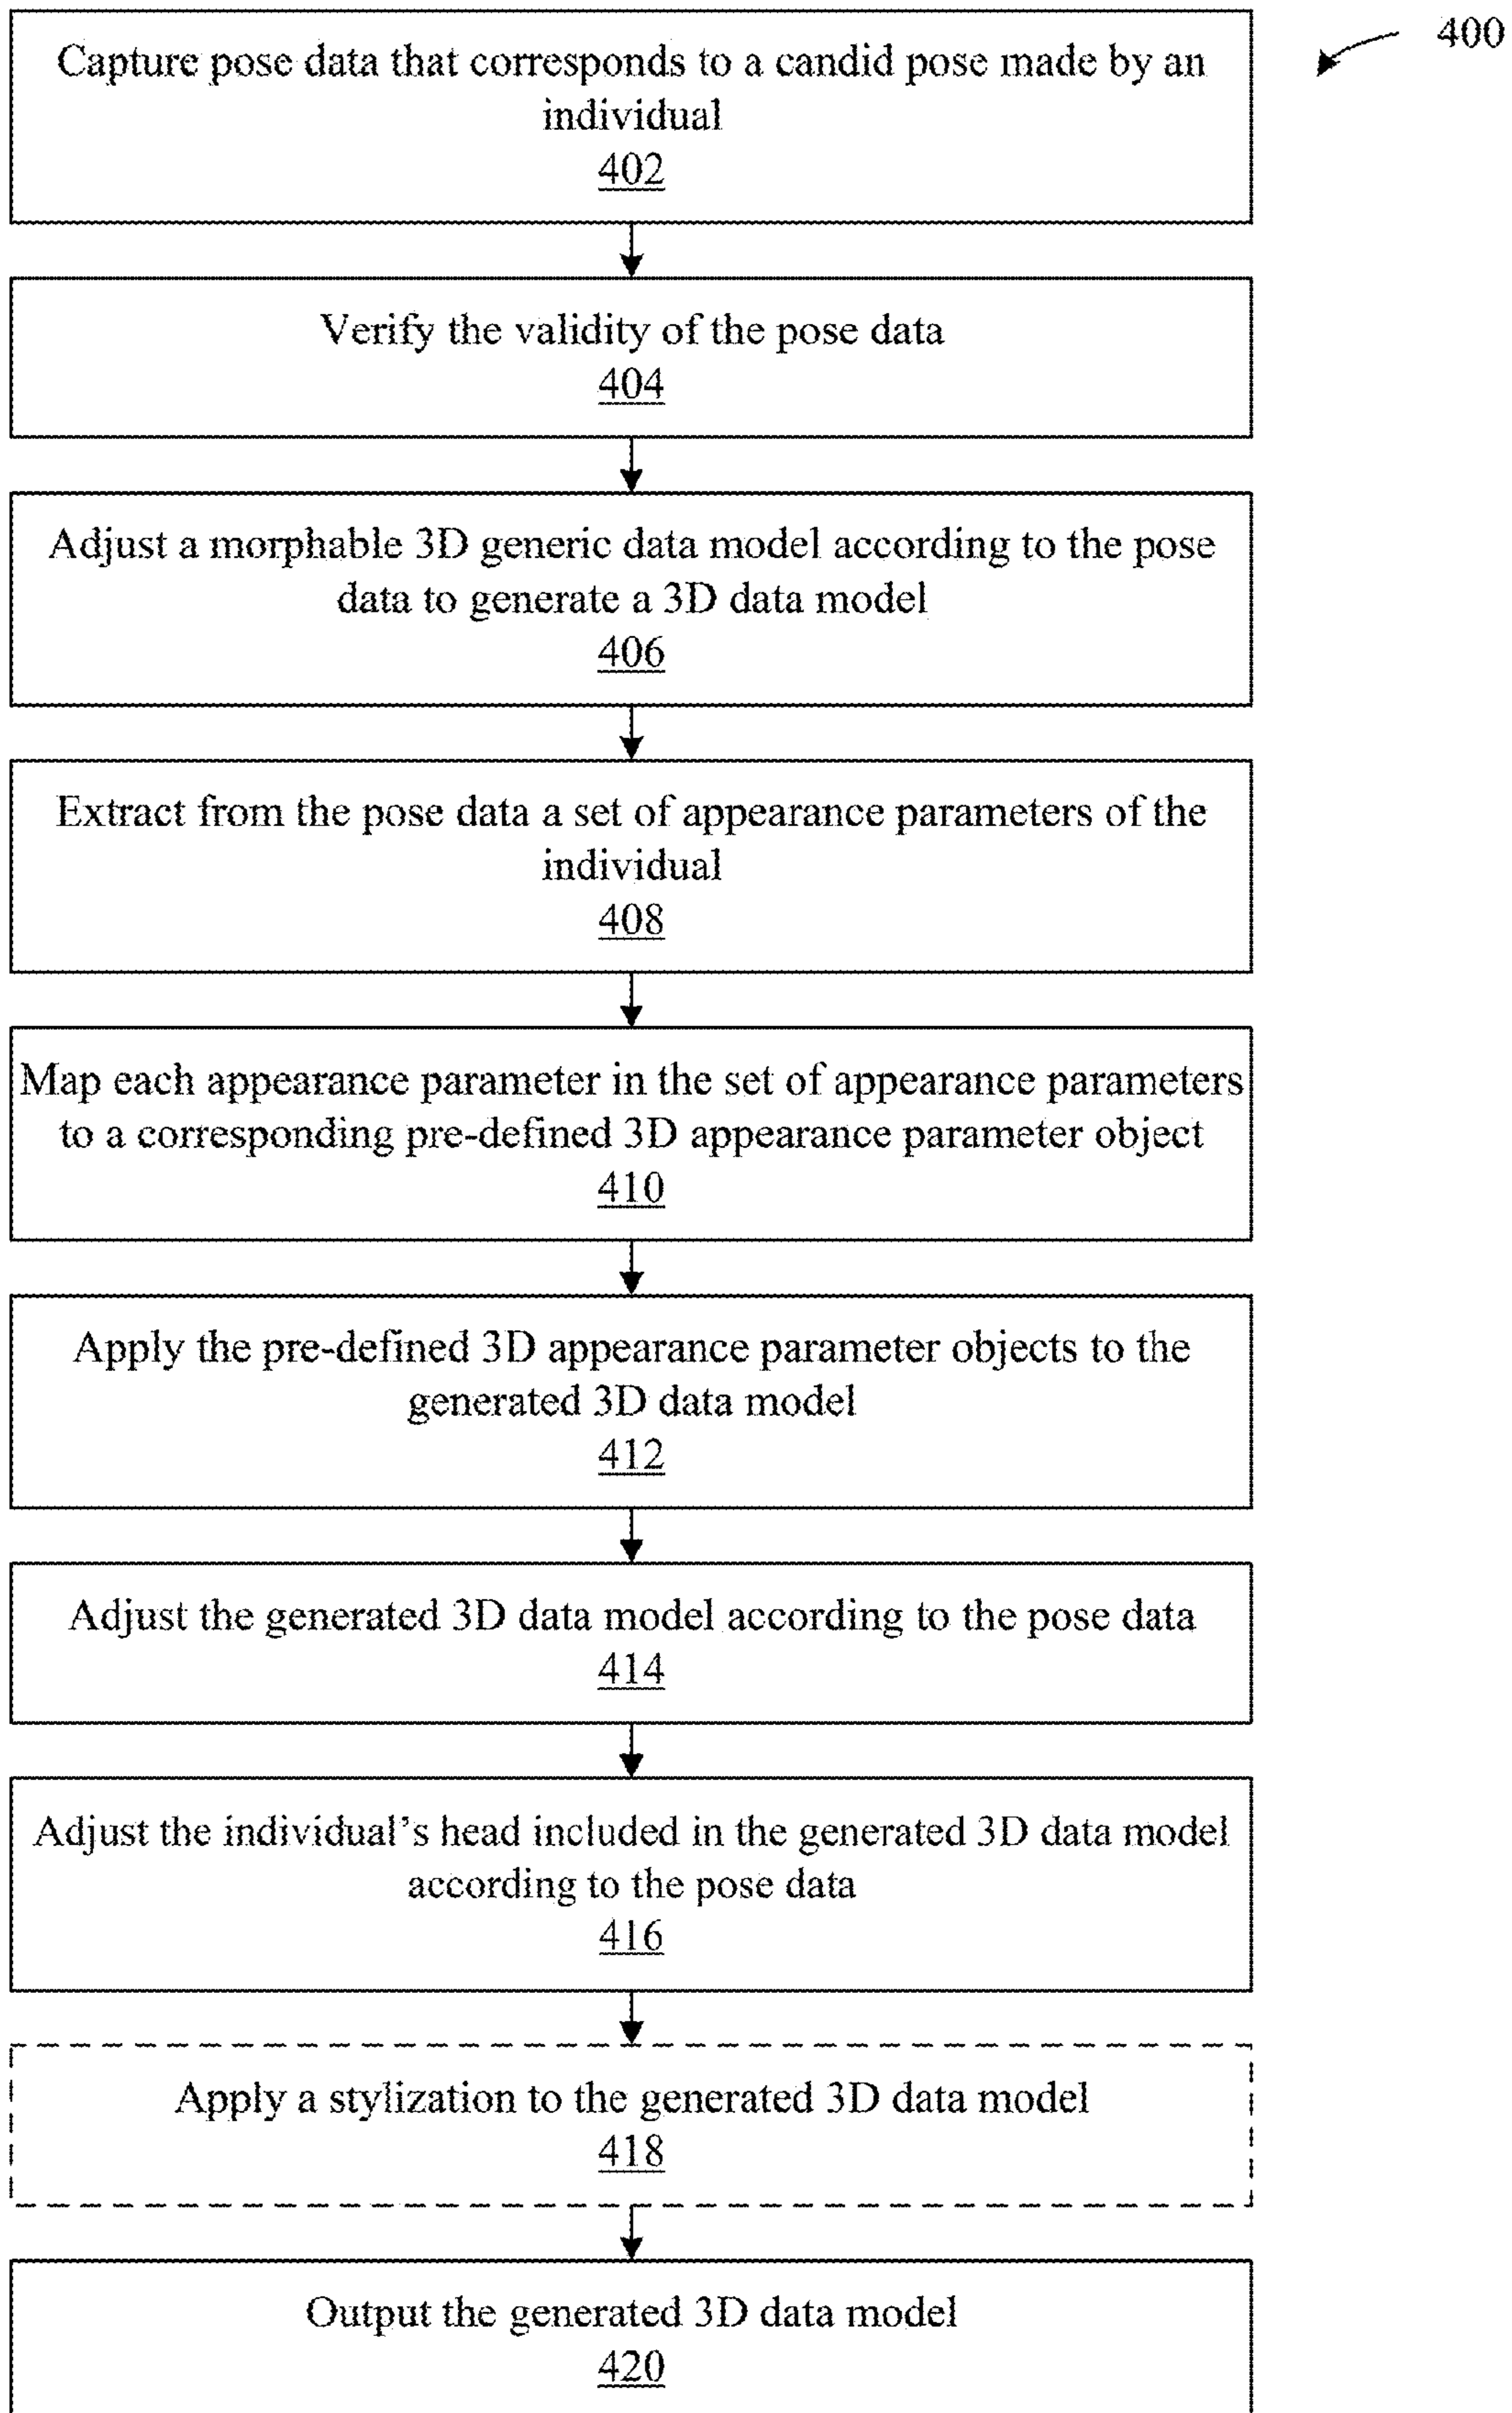 400
Capture pose data that corresponds to a candid pose made by an
individual
402
Verify the validity of the pose data
404
Adjust a morphable 3D generic data model according to the pose
data to generate a 3D data model
406
Extract from the pose data a set of appearance parameters of the
individual
408
Map each appearance parameter in the set of appearance parameters
to a corresponding pre-defined 3D appearance parameter object
410
Apply the pre-defined 3D appearance parameter objects to the
generated 3D data model
412
Adjust the generated 3D data model according to the pose data
414
Adjust the individual's head included in the generated 3D data model
according to the pose data
416
Apply a stylization to the generated 3D data model
418
Output the generated 3D data model
420